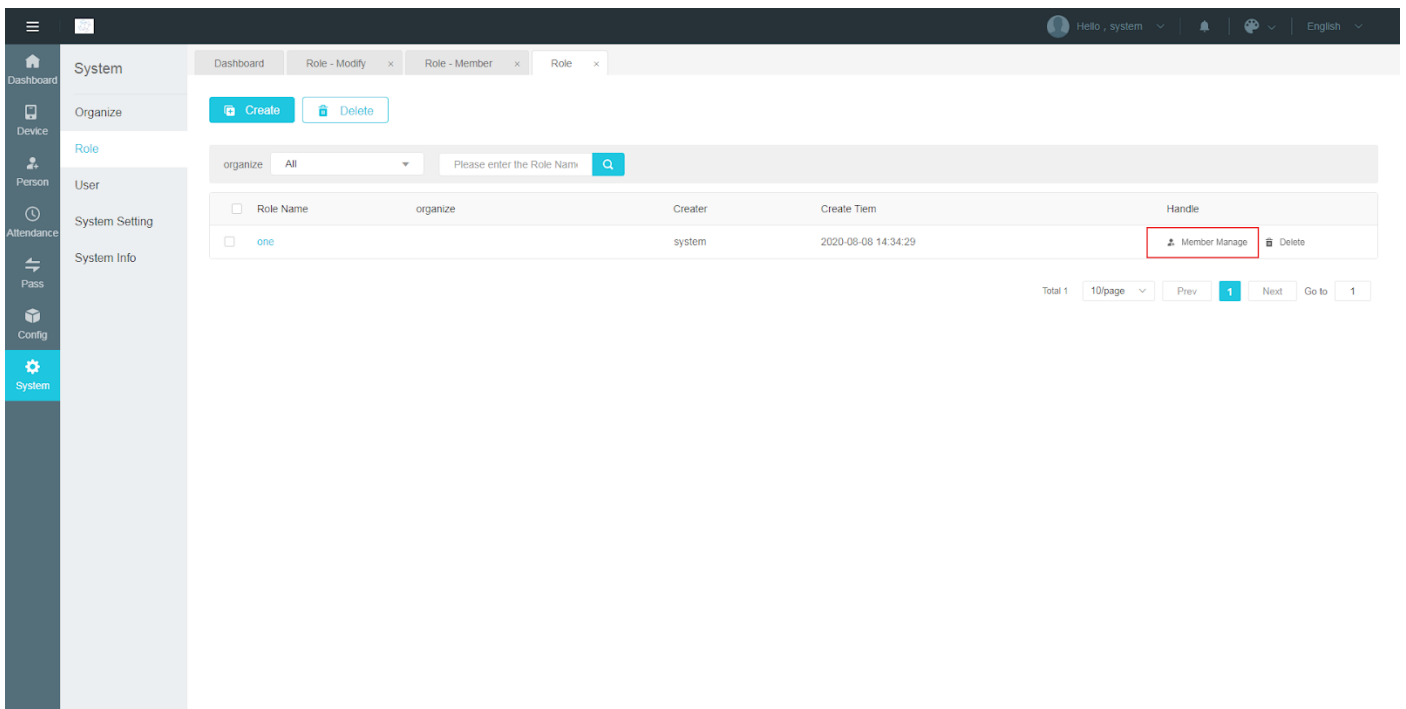 Hello , system
English
Dashboard
Device
Person
Attendance
Pass
Config
System
System
Organize
Role
User
System Setting
System Info
Dashboard
Role - Modify ×
Role - Member ×
Role ×
Create
Delete
organize All
Please enter the Role Nam
Role Name organize Creater Create Tiem Handle
one system 2020-08-08 14:34:29 Member Manage Delete
Total 1 10/page Prev 1 Next Go to 1